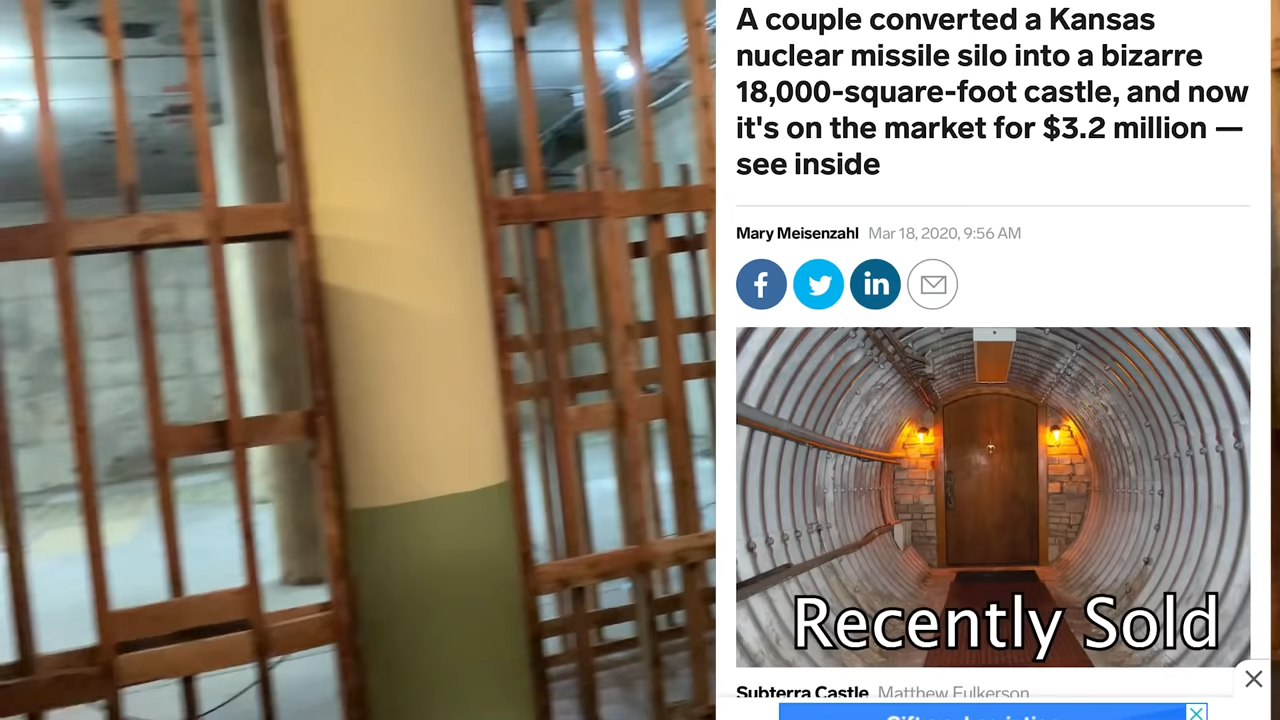 A couple converted a Kansas
nuclear missile silo into a bizarre
18,000-square-foot castle, and now
it's on the market for $3.2 million —
see inside
Mary Meisenzahl Mar 18, 2020, 9:56 AM
f in
Recently Sold
Subterra Castle Matthew Fulkerson